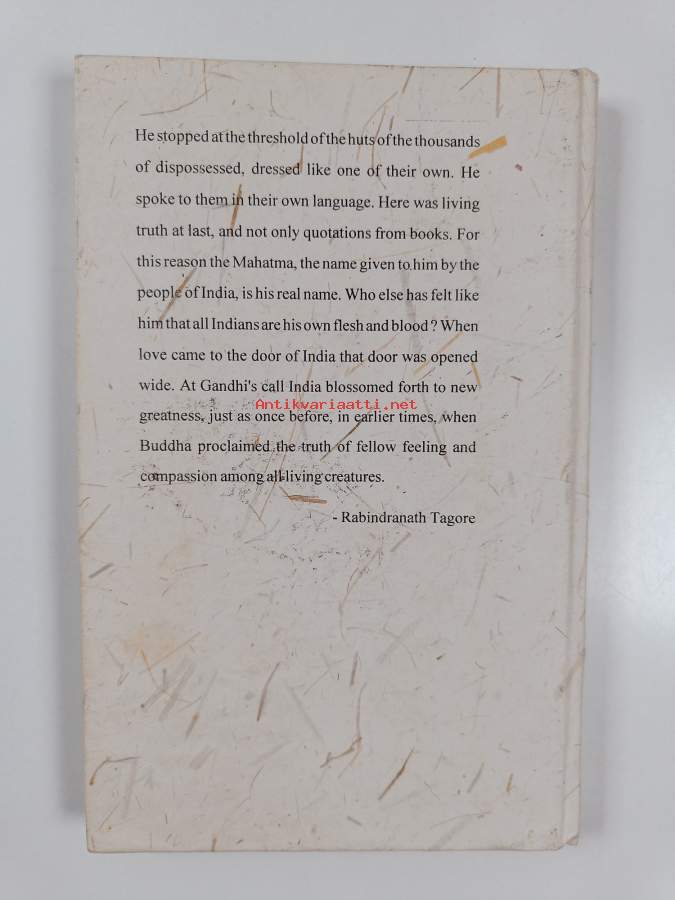 He stopped at the threshold of the huts of the thousands
of dispossessed, dressed like one of their own. He
spoke to them in their own language. Here was living
truth at last, and not only quotations from books. For
this reason the Mahatma, the name given to him by the
people of India, is his real name. Who else has felt like
him that all Indians are his own flesh and blood ? When
love came to the door of India that door was opened
wide. At Gandhi's call India blossomed forth to new
Antikvariaatti.net
greatness, just as once before, in earlier times, when
Buddha proclaimed the truth of fellow feeling and
compassion among all living creatures.
- Rabindranath Tagore